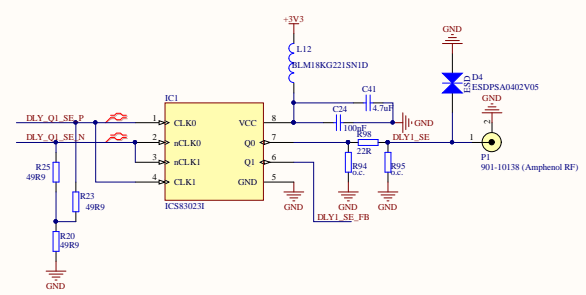 +3V3
GND
L12
BLM18KG221SN1D
D4
ESDPSA0402V05
ESD
C41
4.7uF
GND
IC1
C24
100nF
GND
2
DLY_Q1_SE_P
1
CLK0
VCC
8
DLY_Q1_SE_N
2
nCLK0
Q0
7
R98
22R
DLY1_SE
1
P1
901-10138 (Amphenol RF)
3
nCLK1
Q1
6
R94
o.c.
R95
o.c.
R25
49R9
4
CLK1
GND
5
R23
49R9
ICS83023I
GND
GND
GND
DLY1_SE_FB
R20
49R9
GND